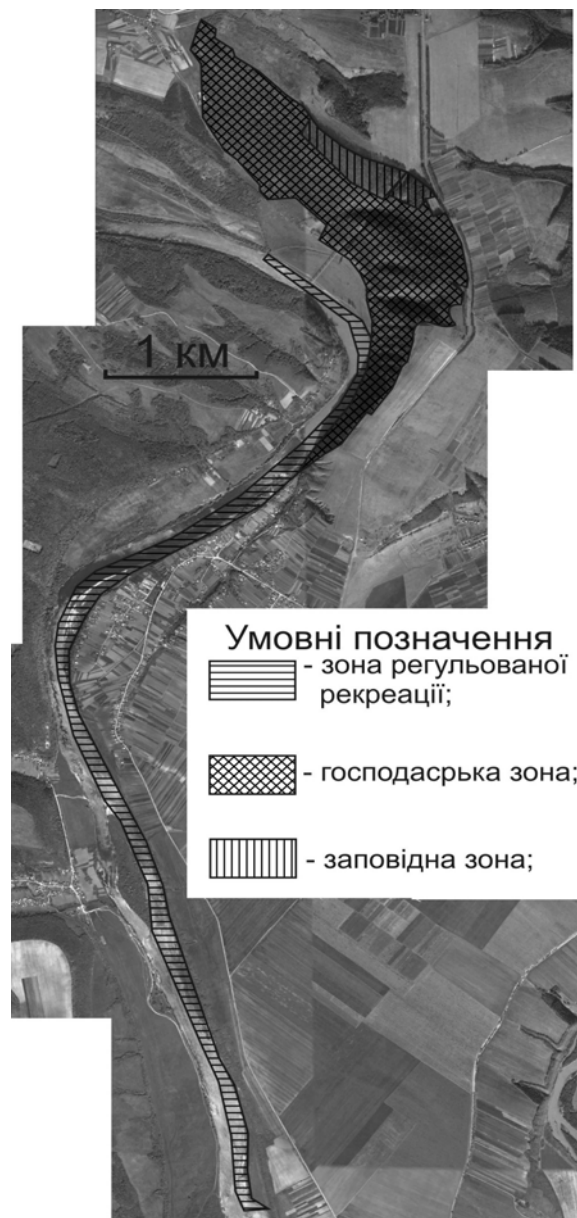 1 км
Умовні позначення
- зона регульованої
рекреації;
- господасрька зона;
- заповідна зона;